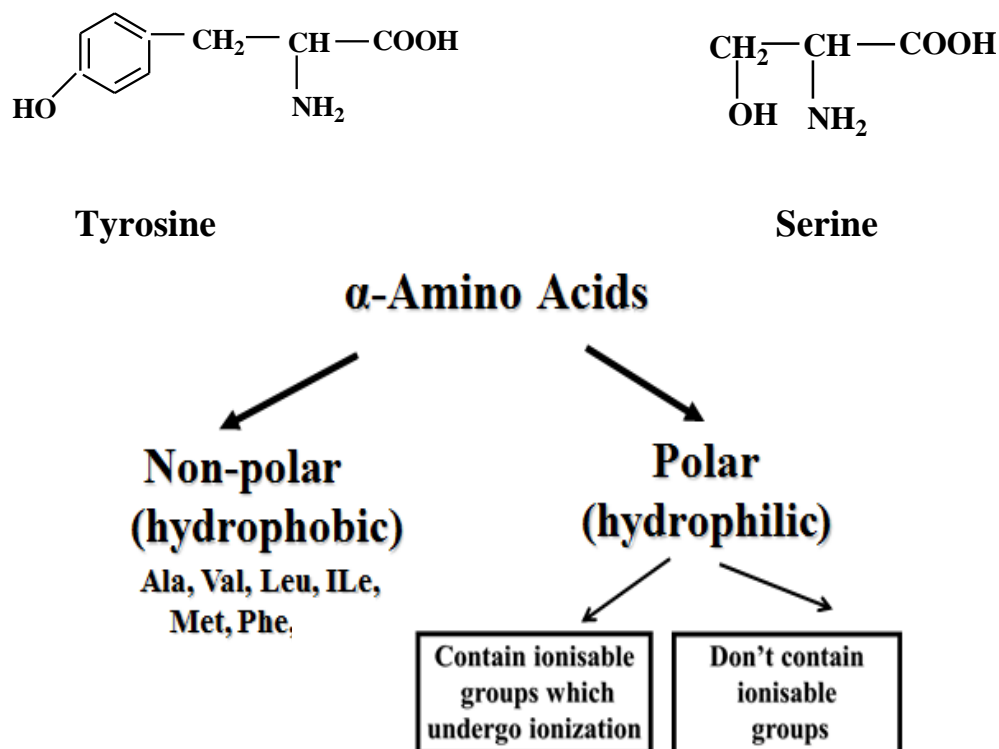 CH₂ CH COOH
HO NH₂
CH₂ CH COOH
OH NH₂
Tyrosine
Serine
α-Amino Acids
Non-polar
(hydrophobic)
Ala, Val, Leu, ILe,
Met, Phe,
Polar
(hydrophilic)
Contain ionisable
groups which
undergo ionization
Don’t contain
ionisable
groups